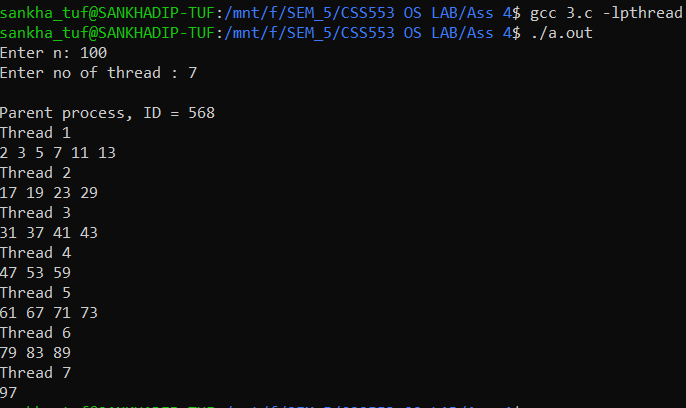 sankha_tuf@SANKHADIP-TUF:/mnt/f/SEM_5/CSS553 OS LAB/Ass 4$ gcc 3.c -lpthread
sankha_tuf@SANKHADIP-TUF:/mnt/f/SEM_5/CSS553 OS LAB/Ass 4$ ./a.out
Enter n: 100
Enter no of thread : 7
Parent process, ID = 568
Thread 1
2 3 5 7 11 13
Thread 2
17 19 23 29
Thread 3
31 37 41 43
Thread 4
47 53 59
Thread 5
61 67 71 73
Thread 6
79 83 89
Thread 7
97